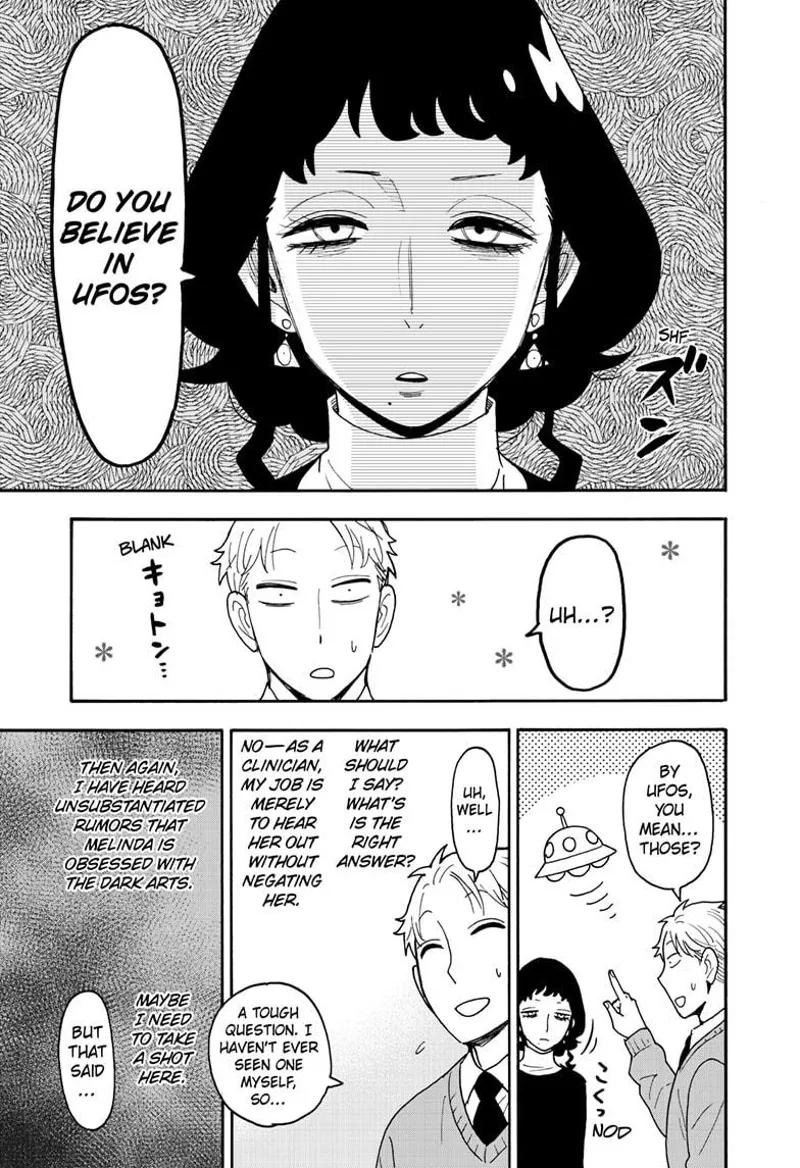 DO YOU
BELIEVE
IN
UFOS?
SHF
ズン
BLANK
キョトン…
UH...?
BY
UFOS,
YOU
MEAN...
THOSE?
こくっ
NOD
UH,
WELL
...
WHAT
SHOULD
I SAY?
WHAT'S
IS THE
RIGHT
ANSWER?
NO—AS A
CLINICIAN,
MY JOB IS
MERELY
TO HEAR
HER OUT
WITHOUT
NEGATING
HER.
A TOUGH
QUESTION. I
HAVEN'T EVER
SEEN ONE
MYSELF,
SO...
THEN AGAIN,
I HAVE HEARD
UNSUBSTANTIATED
RUMORS THAT
MELINDA IS
OBSESSED WITH
THE DARK ARTS.
MAYBE
I NEED
TO TAKE
A SHOT
HERE.
BUT
THAT
SAID
...